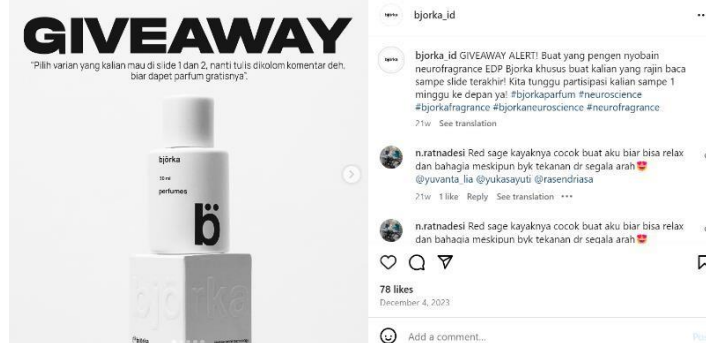 GIVEAWAY
"Pilih varian yang kalian mau di slide 1 dan 2, nanti tulis dikolom komentar deh,
biar dapet parfum gratisnya".
björka
50 ml
perfumes
b̈
björka
björka
bjorka_id
bjorka_id GIVEAWAY ALERT! Buat yang pengen nyobain
neurofragrance EDP Bjorka khusus buat kalian yang rajin baca
sampe slide terakhir! Kita tunggu partisipasi kalian sampe 1
minggu ke depan ya! #bjorkaparfum #neuroscience
#bjorkafragrance #bjorkaneuroscience #neurofragrance
21w See translation
n.ratnadesi Red sage kayaknya cocok buat aku biar bisa relax
dan bahagia meskipun byk tekanan dr segala arah😍
@yuvanta_lia @yukasayuti @rasendriasa
21w 1 like Reply See translation •••
n.ratnadesi Red sage kayaknya cocok buat aku biar bisa relax
dan bahagia meskipun byk tekanan dr segala arah😍
78 likes
December 4, 2023
Add a comment...